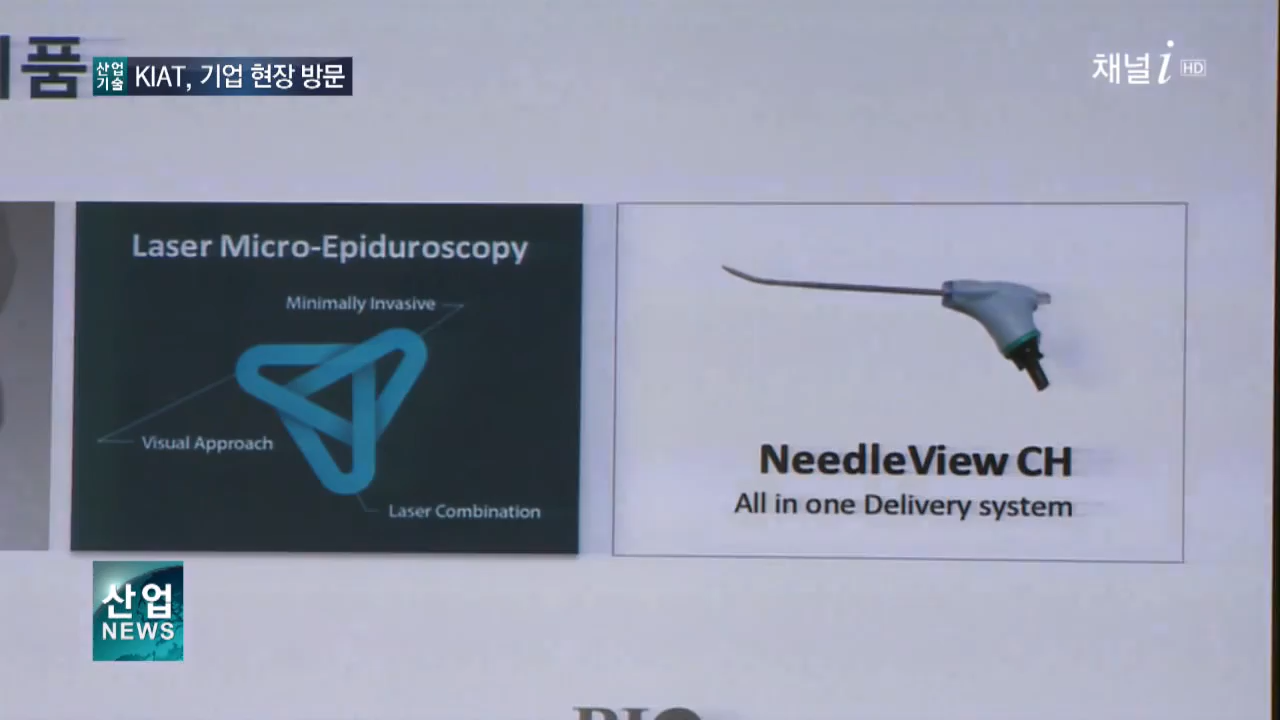 품
산업
기술
KIAT, 기업 현장 방문
채널i HD
Laser Micro-Epiduroscopy
Minimally Invasive
Visual Approach
Laser Combination
NeedleView CH
All in one Delivery system
산업
NEWS